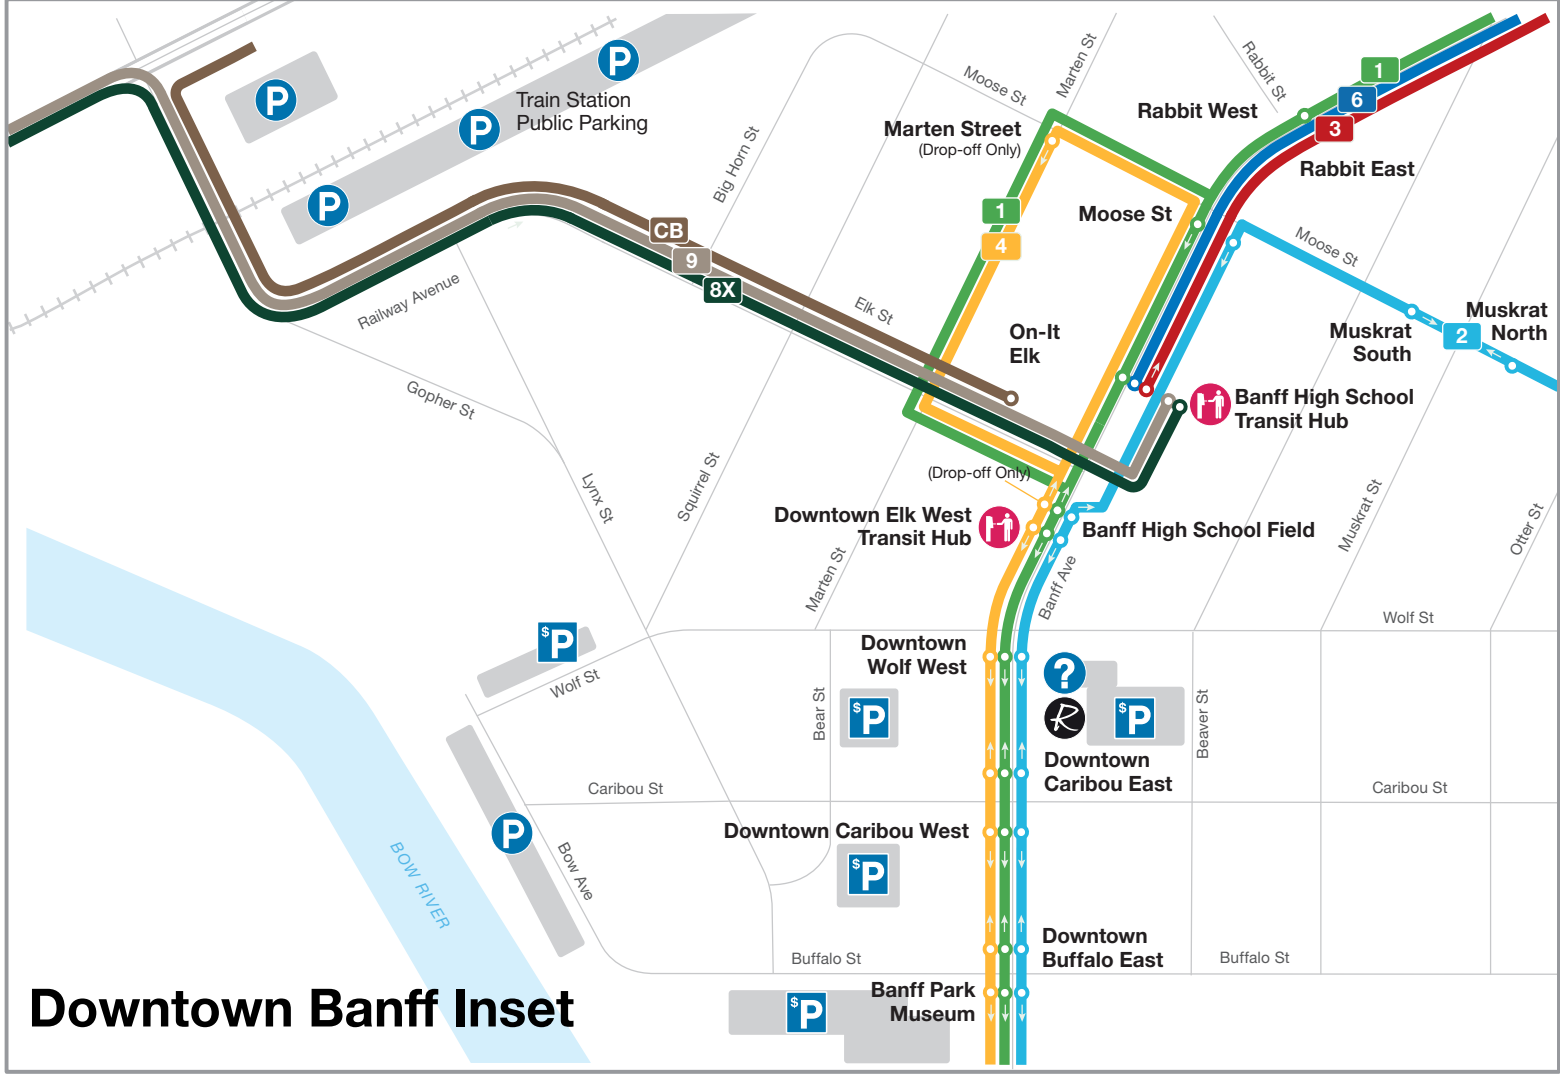 P
P
Train Station
Public Parking
P
P
Moose St
Marten St
Rabbit St
1
6
3
Rabbit West
Rabbit East
Marten Street
(Drop-off Only)
Big Horn St
1
4
Moose St
CB
9
8X
Moose St
Muskrat
North
Muskrat
South
2
Railway Avenue
Elk St
On-It
Elk
Gopher St
Banff High School
Transit Hub
Lynx St
Squirrel St
(Drop-off Only)
Downtown Elk West
Transit Hub
Banff High School Field
Muskrat St
Otter St
Marten St
Banff Ave
Wolf St
$P
Wolf St
Downtown
Wolf West
?
R
$P
Bear St
$P
Beaver St
Downtown
Caribou East
Caribou St
Caribou St
P
Downtown Caribou West
$P
Bow Ave
BOW RIVER
Downtown
Buffalo East
Buffalo St
Buffalo St
Banff Park
Museum
$P
Downtown Banff Inset